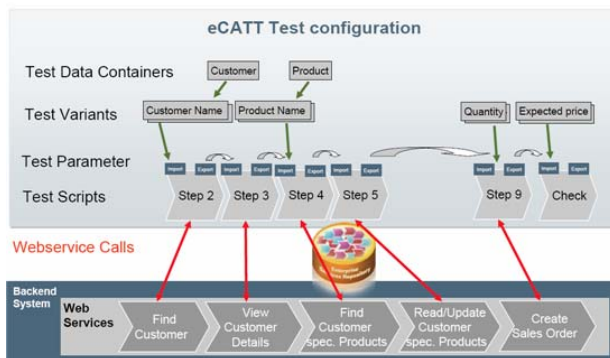 eCATT Test configuration
Test Data Containers
Customer
Product
Test Variants
Customer Name
Product Name
Quantity
Expected price
Test Parameter
Import Export Import Export Import Export Import Export Import Export Import Export
Test Scripts
Step 2
Step 3
Step 4
Step 5
Step 9
Check
Webservice Calls
Enterprise
Repository
Backend
System
Web
Services
Find
Customer
View
Customer
Details
Find
Customer
spec. Products
Read/Update
Customer
spec. Products
Create
Sales Order